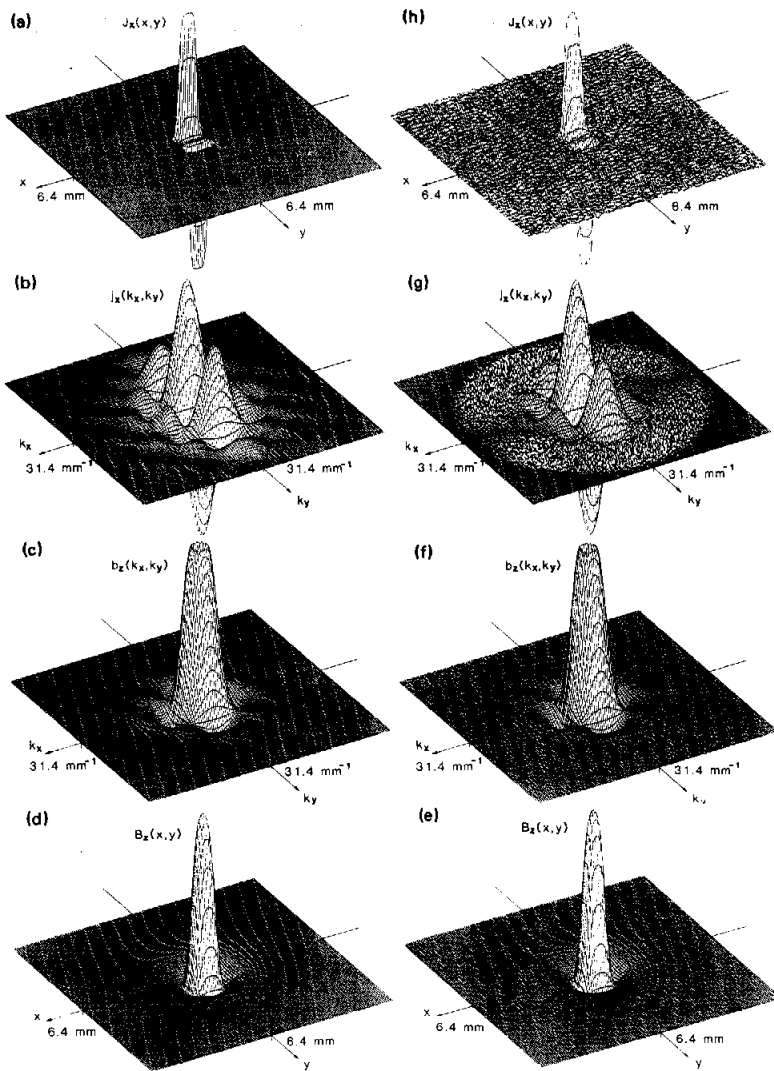 (a)
Jx(x,y)
x
6.4 mm
6.4 mm
y
(h)
Jx(x,y)
x
6.4 mm
6.4 mm
y
(b)
jx(kx,ky)
kx
31.4 mm-1
31.4 mm-1
ky
(g)
jx(kx,ky)
kx
31.4 mm-1
31.4 mm-1
ky
(c)
bz(kx,ky)
kx
31.4 mm-1
31.4 mm-1
ky
(f)
bz(kx,ky)
kx
31.4 mm-1
31.4 mm-1
(d)
Bz(x,y)
x
6.4 mm
6.4 mm
y
(e)
Bz(x,y)
x
6.4 mm
6.4 mm
y